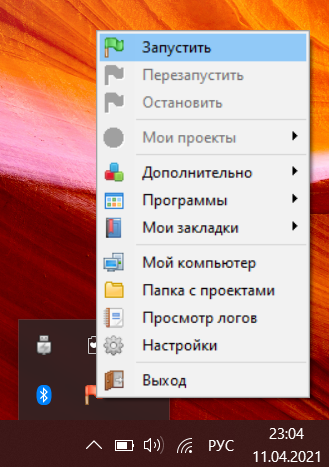 Запустить
Перезапустить
Остановить
Мои проекты
Дополнительно
Программы
Мои закладки
Мой компьютер
Папка с проектами
Просмотр логов
Настройки
Выход
РУС
23:04
11.04.2021